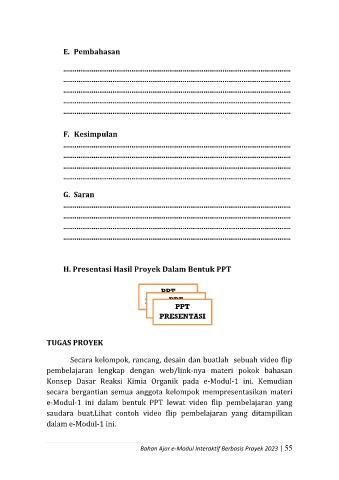 E. Pembahasan
................................................................................................................
................................................................................................................
................................................................................................................
................................................................................................................
................................................................................................................
F. Kesimpulan
................................................................................................................
................................................................................................................
................................................................................................................
................................................................................................................
G. Saran
................................................................................................................
................................................................................................................
................................................................................................................
................................................................................................................
H. Presentasi Hasil Proyek Dalam Bentuk PPT
PPT
PPT
PPT
PRESENTASI
TUGAS PROYEK
Secara kelompok, rancang, desain dan buatlah sebuah video flip
pembelajaran lengkap dengan web/link-nya materi pokok bahasan
Konsep Dasar Reaksi Kimia Organik pada e-Modul-1 ini. Kemudian
secara bergantian semua anggota kelompok mempresentasikan materi
e-Modul-1 ini dalam bentuk PPT lewat video flip pembelajaran yang
saudara buat.Lihat contoh video flip pembelajaran yang ditampilkan
dalam e-Modul-1 ini.
Bahan Ajar e-Modul Interaktif Berbasis Proyek 2023 | 55